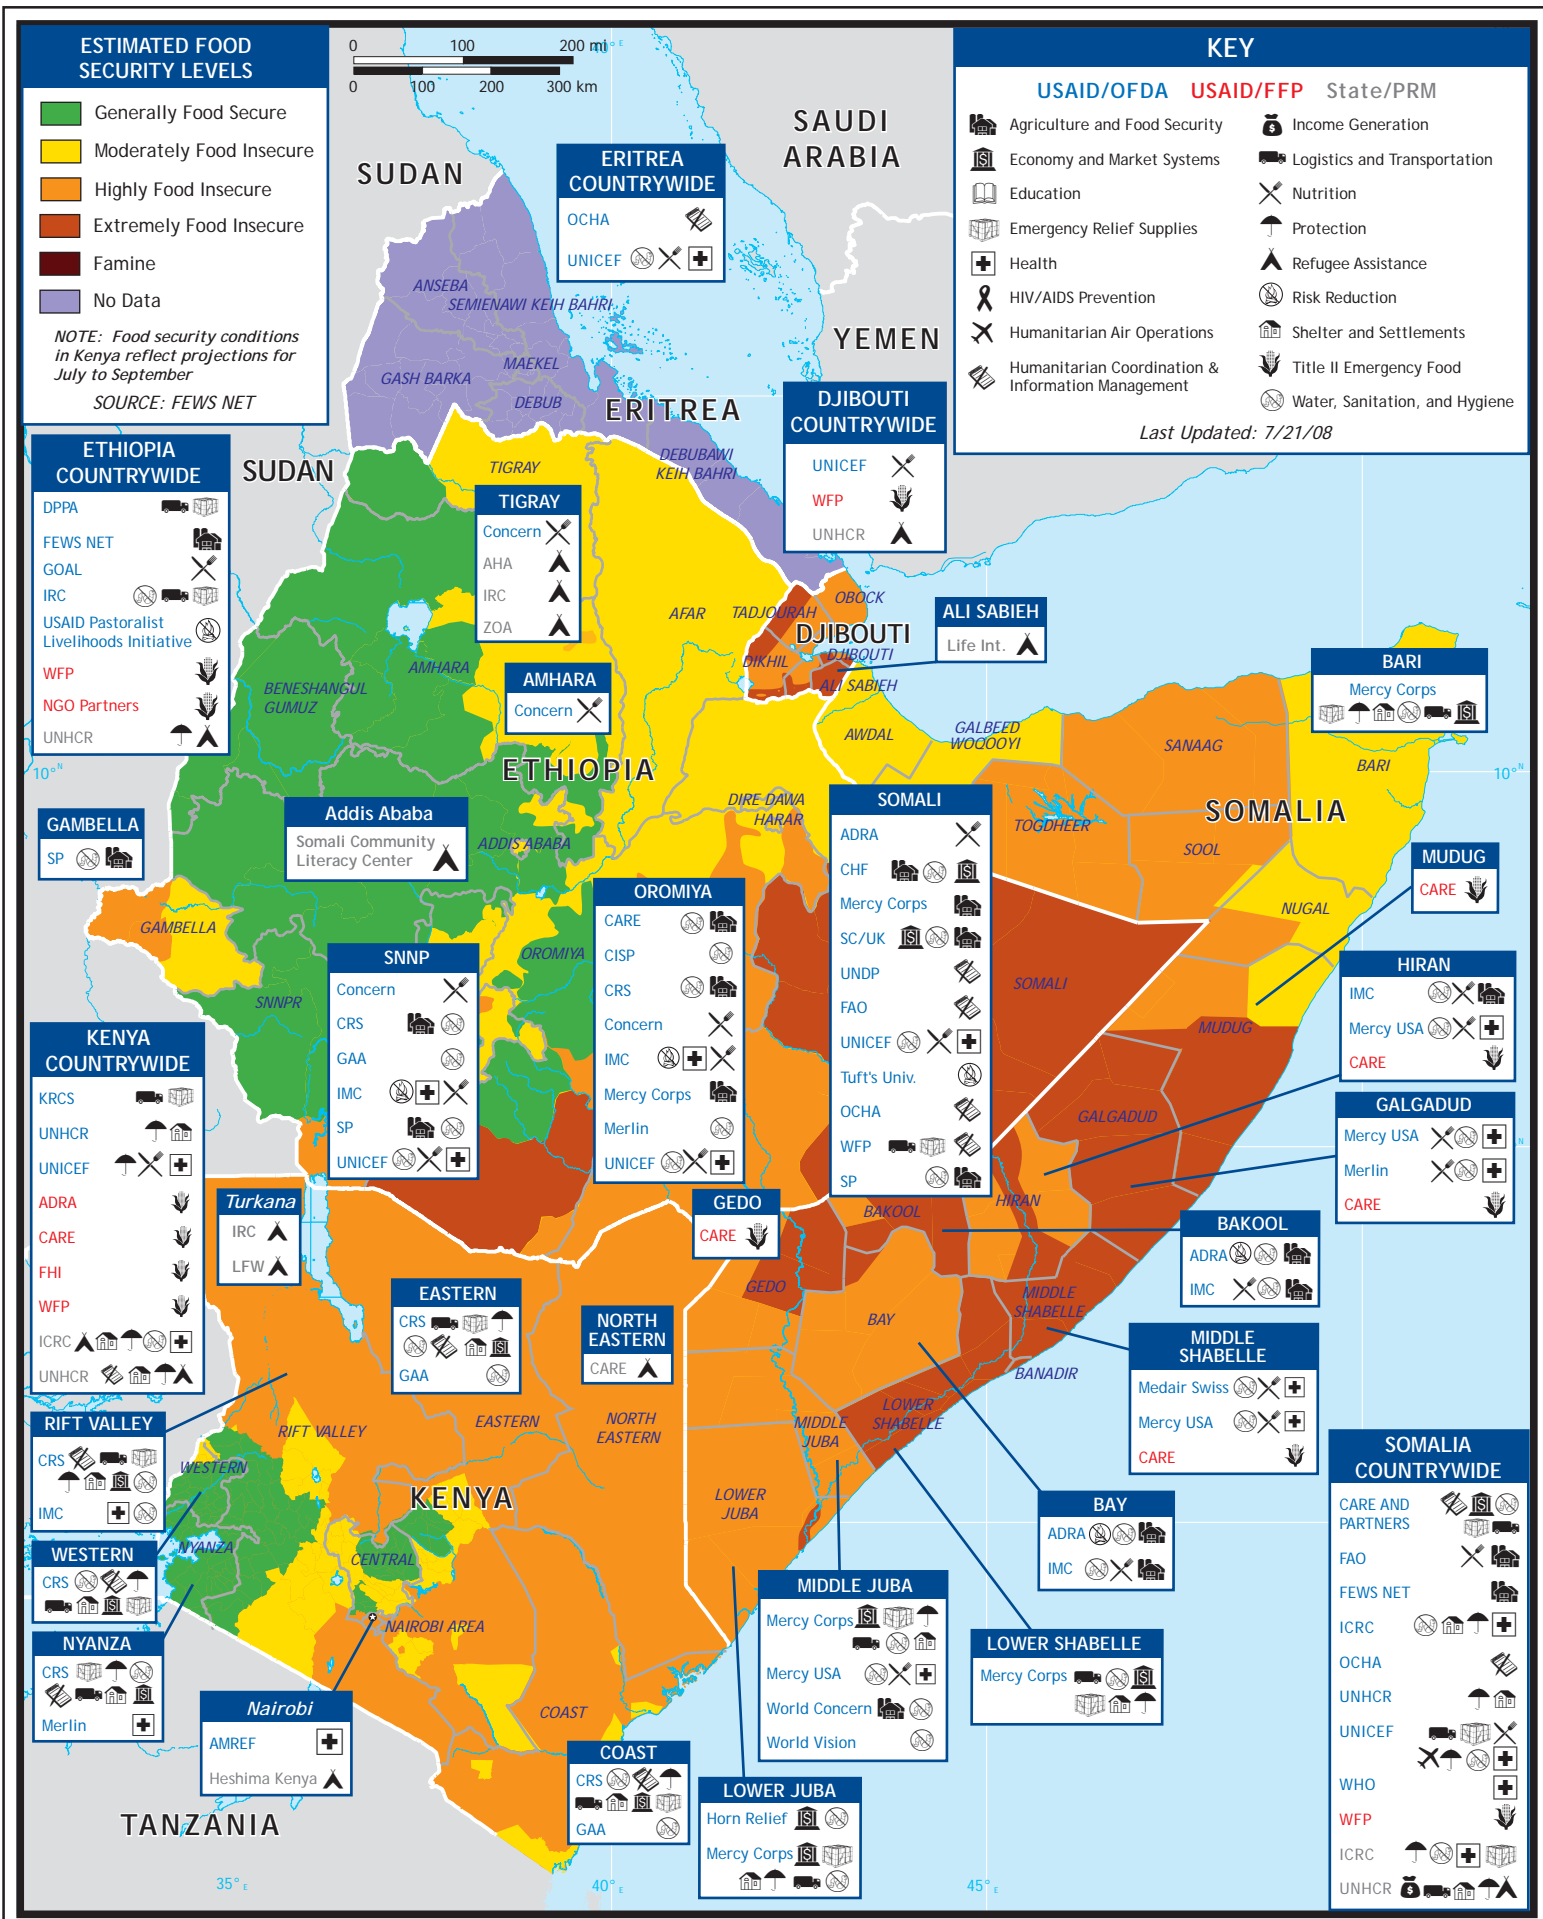 ESTIMATED FOOD
SECURITY LEVELS
Generally Food Secure
Moderately Food Insecure
Highly Food Insecure
Extremely Food Insecure
Famine
No Data
NOTE: Food security conditions
in Kenya reflect projections for
July to September
SOURCE: FEWS NET
0 100 200 mi
0 100 200 300 km
40° E
KEY
USAID/OFDA USAID/FFP State/PRM
Agriculture and Food Security
Economy and Market Systems
Education
Emergency Relief Supplies
Health
HIV/AIDS Prevention
Humanitarian Air Operations
Humanitarian Coordination &
Information Management
Income Generation
Logistics and Transportation
Nutrition
Protection
Refugee Assistance
Risk Reduction
Shelter and Settlements
Title II Emergency Food
Water, Sanitation, and Hygiene
Last Updated: 7/21/08
SAUDI
ARABIA
SUDAN
YEMEN
ERITREA
SUDAN
DJIBOUTI
ETHIOPIA
SOMALIA
KENYA
TANZANIA
ERITREA
COUNTRYWIDE
OCHA
UNICEF
DJIBOUTI
COUNTRYWIDE
UNICEF
WFP
UNHCR
ETHIOPIA
COUNTRYWIDE
DPPA
FEWS NET
GOAL
IRC
USAID Pastoralist
Livelihoods Initiative
WFP
NGO Partners
UNHCR
TIGRAY
Concern
AHA
IRC
ZOA
AMHARA
Concern
ALI SABIEH
Life Int.
BARI
Mercy Corps
GAMBELLA
SP
Addis Ababa
Somali Community
Literacy Center
SOMALI
ADRA
CHF
Mercy Corps
SC/UK
UNDP
FAO
UNICEF
Tuft's Univ.
OCHA
WFP
SP
OROMIYA
CARE
CISP
CRS
Concern
IMC
Mercy Corps
Merlin
UNICEF
SNNP
Concern
CRS
GAA
IMC
SP
UNICEF
MUDUG
CARE
HIRAN
IMC
Mercy USA
CARE
GALGADUD
Mercy USA
Merlin
CARE
KENYA
COUNTRYWIDE
KRCS
UNHCR
UNICEF
ADRA
CARE
FHI
WFP
ICRC
UNHCR
Turkana
IRC
LFW
GEDO
CARE
BAKOOL
ADRA
IMC
EASTERN
CRS
GAA
NORTH
EASTERN
CARE
MIDDLE
SHABELLE
Medair Swiss
Mercy USA
CARE
RIFT VALLEY
CRS
IMC
WESTERN
CRS
NYANZA
CRS
Merlin
Nairobi
AMREF
Heshima Kenya
COAST
CRS
GAA
LOWER JUBA
Horn Relief
Mercy Corps
MIDDLE JUBA
Mercy Corps
Mercy USA
World Concern
World Vision
LOWER SHABELLE
Mercy Corps
BAY
ADRA
IMC
SOMALIA
COUNTRYWIDE
CARE AND
PARTNERS
FAO
FEWS NET
ICRC
OCHA
UNHCR
UNICEF
WHO
WFP
ICRC
UNHCR
ANSEBA
SEMIENAWI KEIH BAHRI
MAEKEL
GASH BARKA
DEBUB
DEBUBAWI
KEIH BAHRI
TIGRAY
AFAR
TADJOURAH
OBOCK
DIKHIL
DJIBOUTI
ALI SABIEH
AMHARA
BENESHANGUL
GUMUZ
AWDAL
GALBEED
WOQOOYI
SANAAG
BARI
DIRE DAWA
HARAR
TOGDHEER
SOOL
NUGAL
ADDIS ABABA
GAMBELLA
OROMIYA
SNNPR
SOMALI
MUDUG
GALGADUD
HIRAN
BAKOOL
GEDO
BAY
MIDDLE
SHABELLE
BANADIR
LOWER
SHABELLE
MIDDLE
JUBA
LOWER
JUBA
RIFT VALLEY
EASTERN
NORTH
EASTERN
WESTERN
NYANZA
CENTRAL
NAIROBI AREA
COAST
10° N
10° N
N
35° E
40° E
45° E